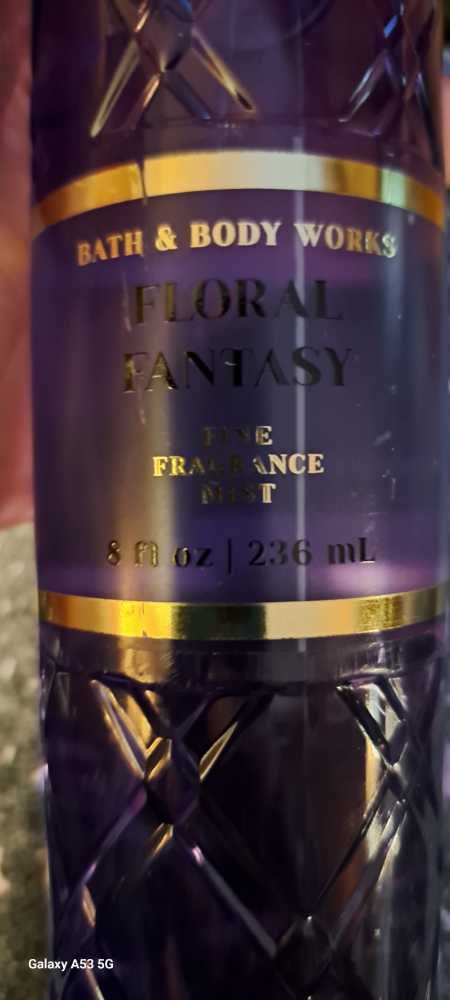 BATH & BODY WORKS
FLORAL
FANTASY
FINE
FRAGRANCE
MIST
8 fl oz | 236 mL
Galaxy A53 5G